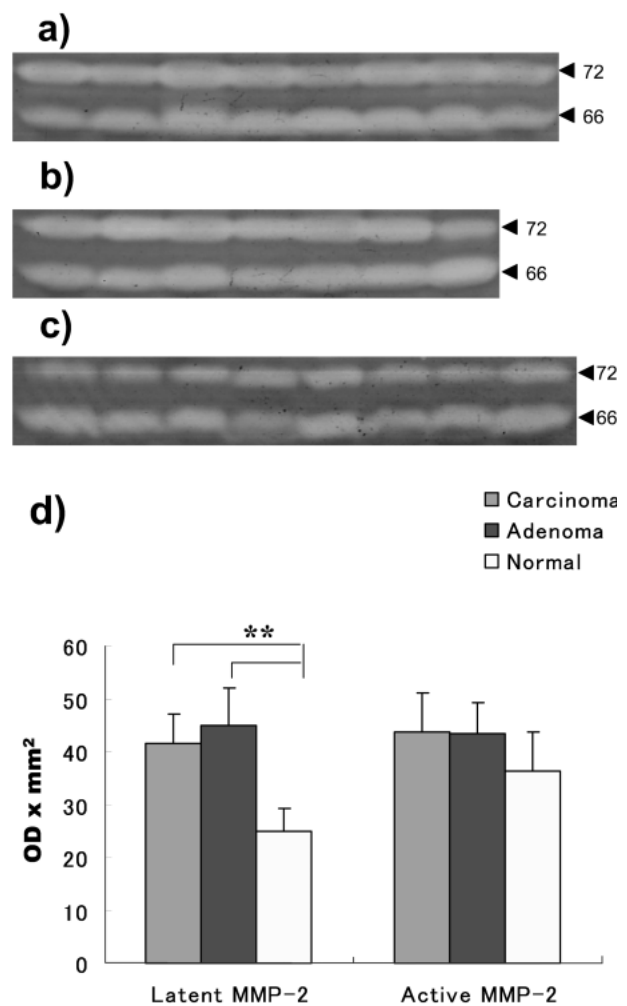 a)
72
66
b)
72
66
c)
72
66
d)
Carcinoma
Adenoma
Normal
**
60
50
40
30
20
10
0
OD x mm²
Latent MMP-2 Active MMP-2